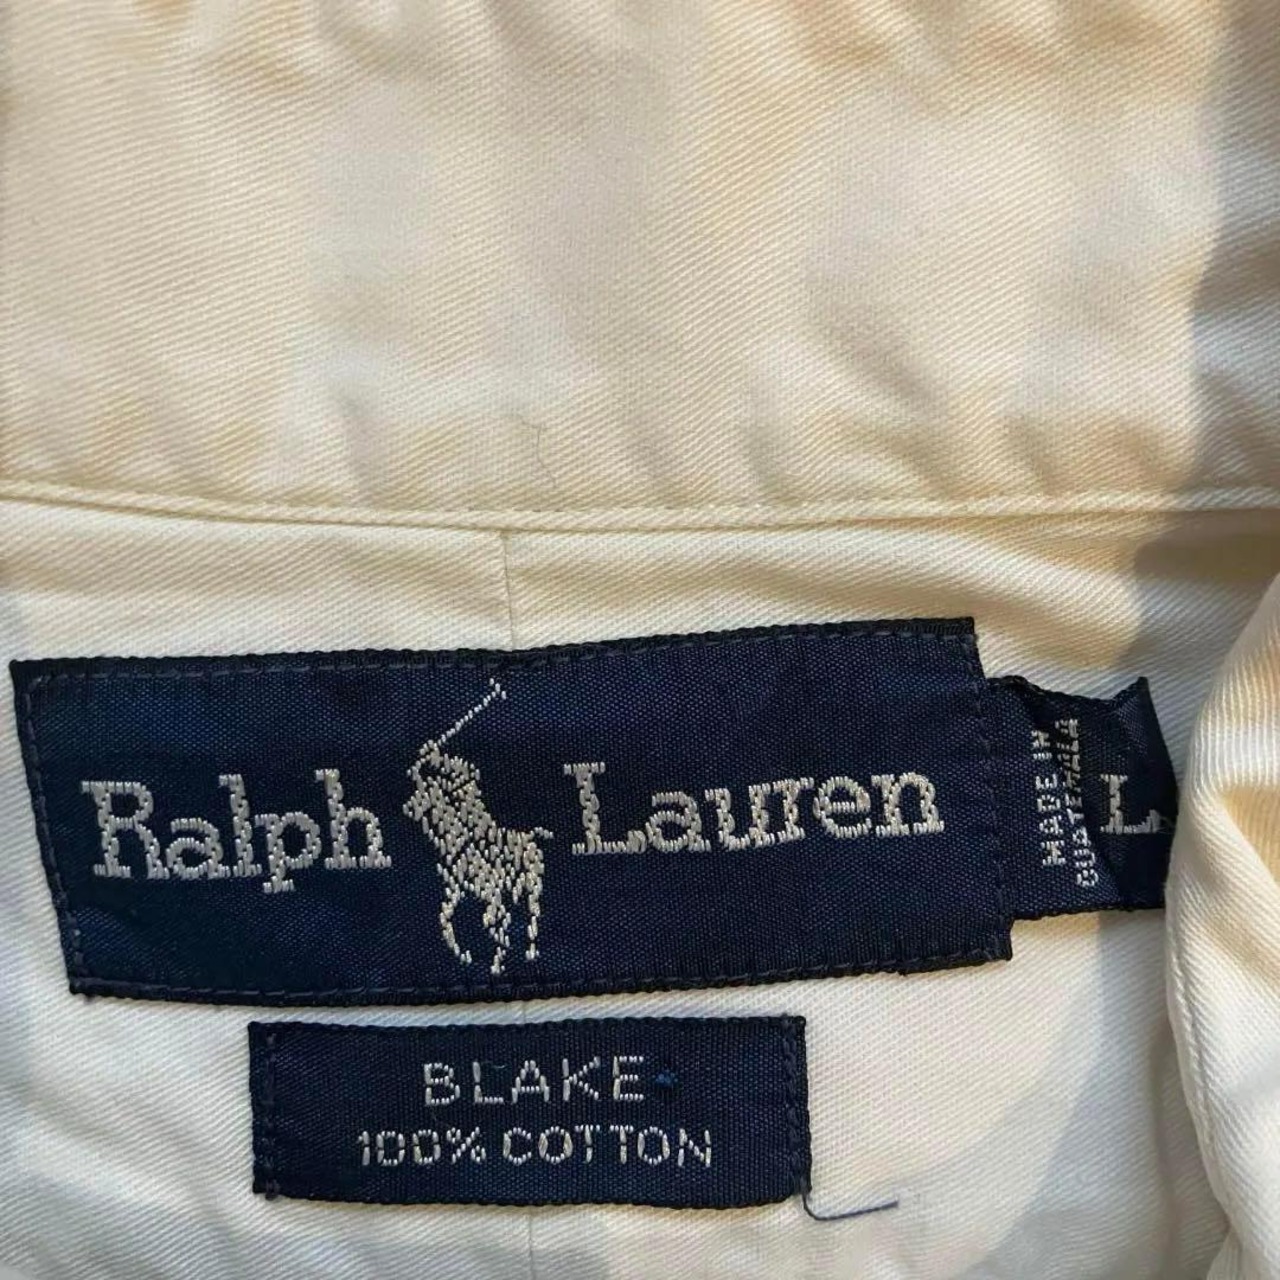 Ralph Lauren
MADE IN
GUATEMALA
L
BLAKE
100% COTTON